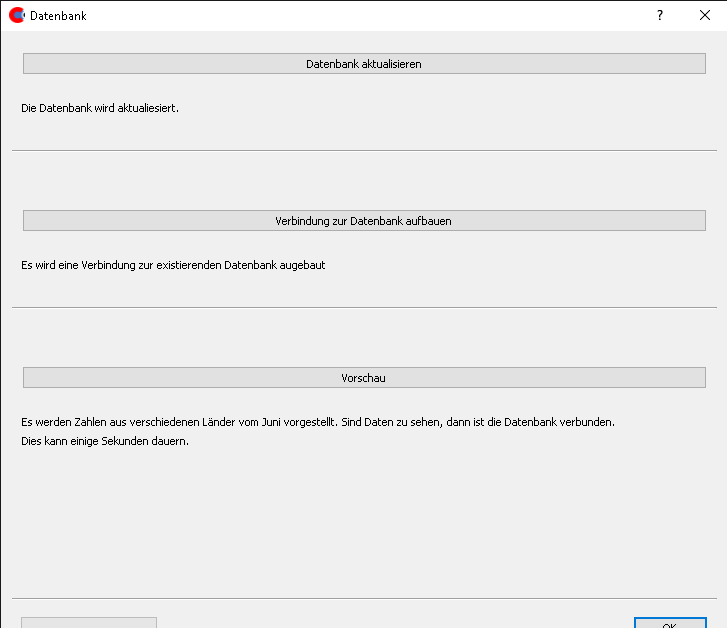 Datenbank
Datenbank aktualisieren
Die Datenbank wird aktualiesiert.
Verbindung zur Datenbank aufbauen
Es wird eine Verbindung zur existierenden Datenbank augebaut
Vorschau
Es werden Zahlen aus verschiedenen Länder vom Juni vorgestellt. Sind Daten zu sehen, dann ist die Datenbank verbunden.
Dies kann einige Sekunden dauern.
OK